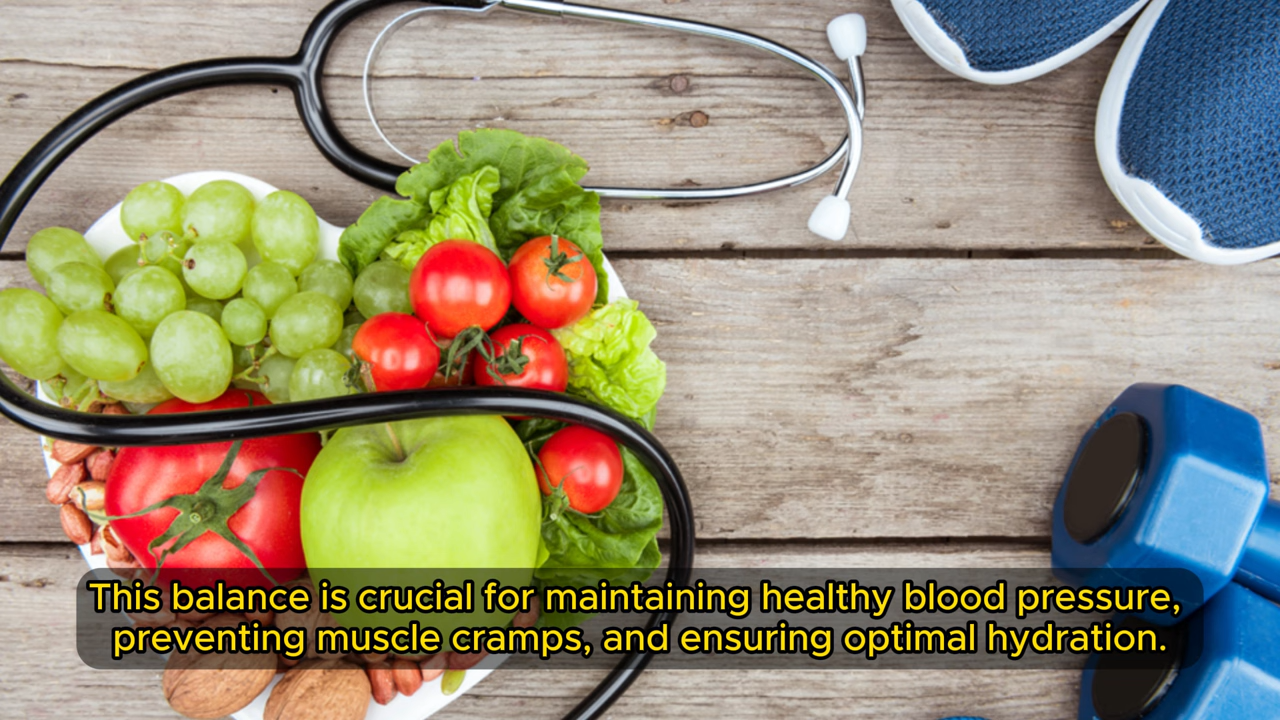 This balance is crucial for maintaining healthy blood pressure,
preventing muscle cramps, and ensuring optimal hydration.